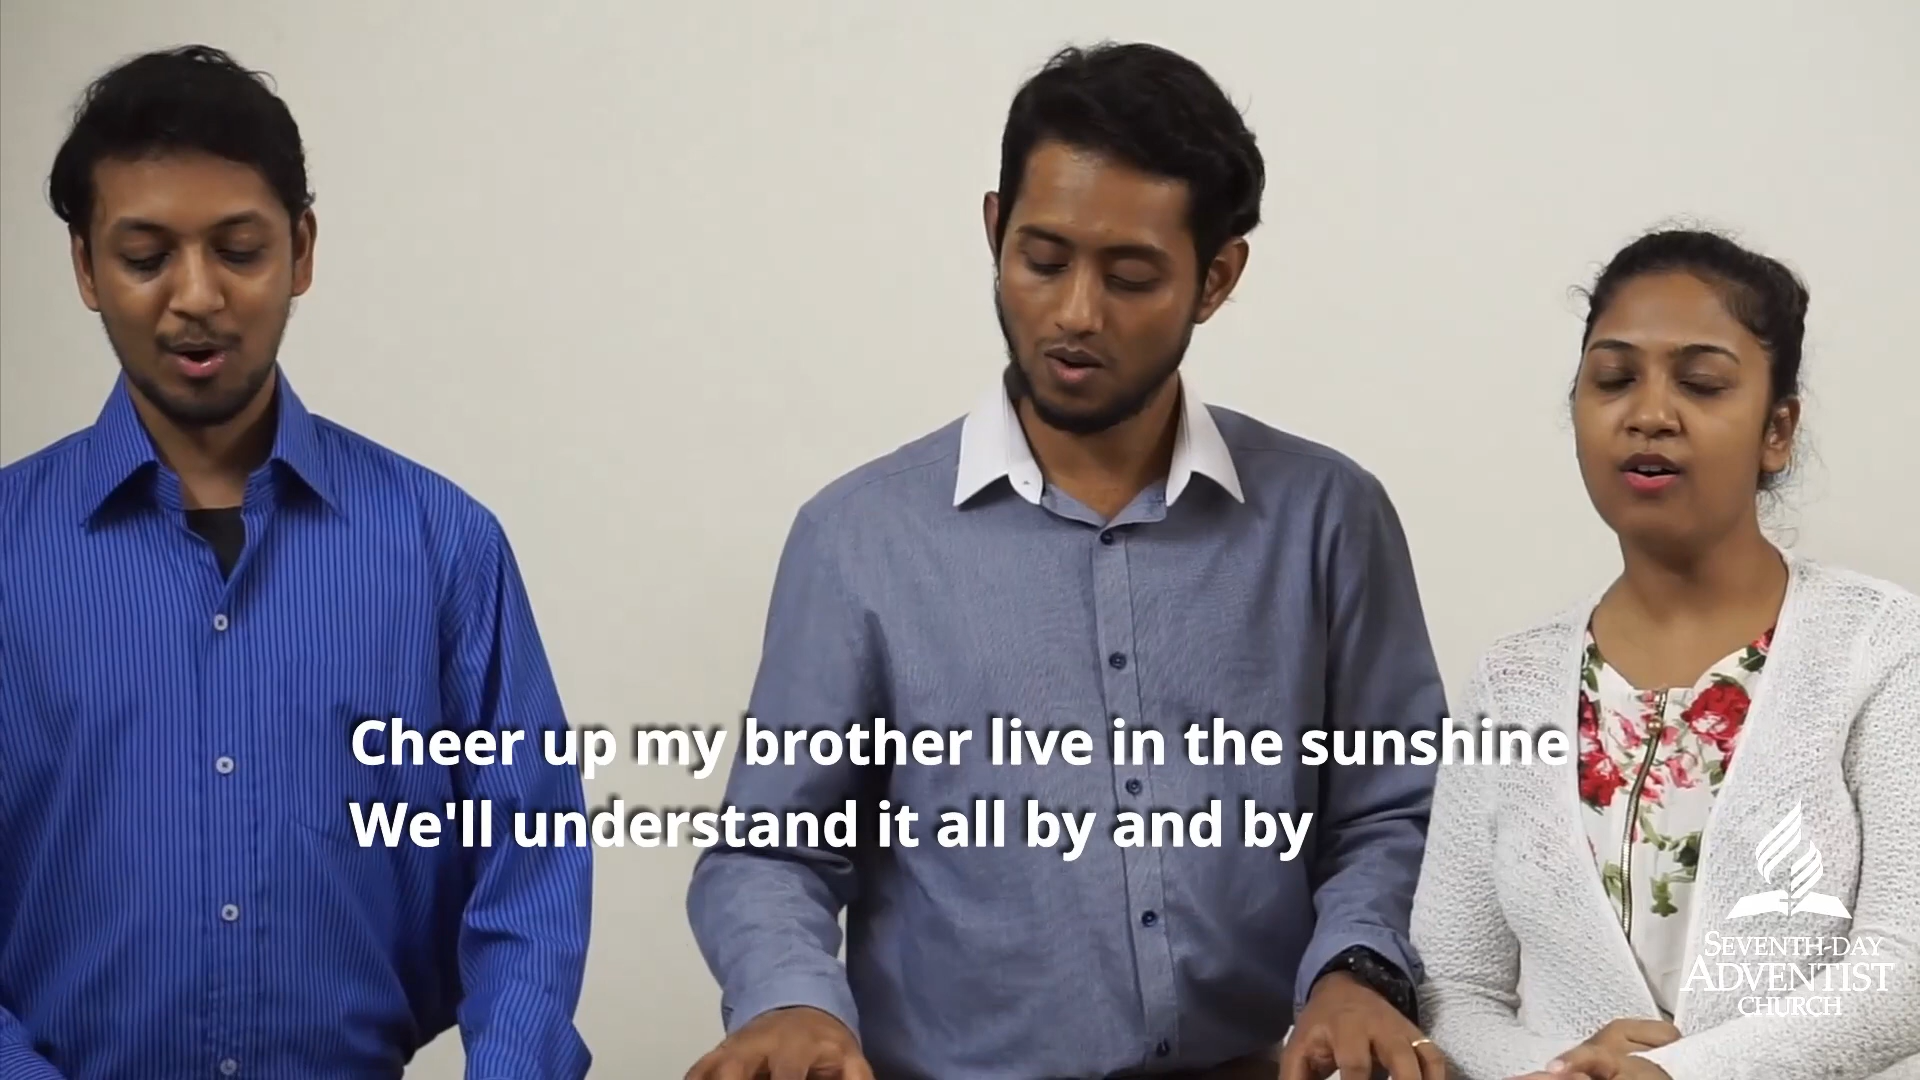 Cheer up my brother live in the sunshine
We'll understand it all by and by
SEVENTH-DAY
ADVENTIST
CHURCH